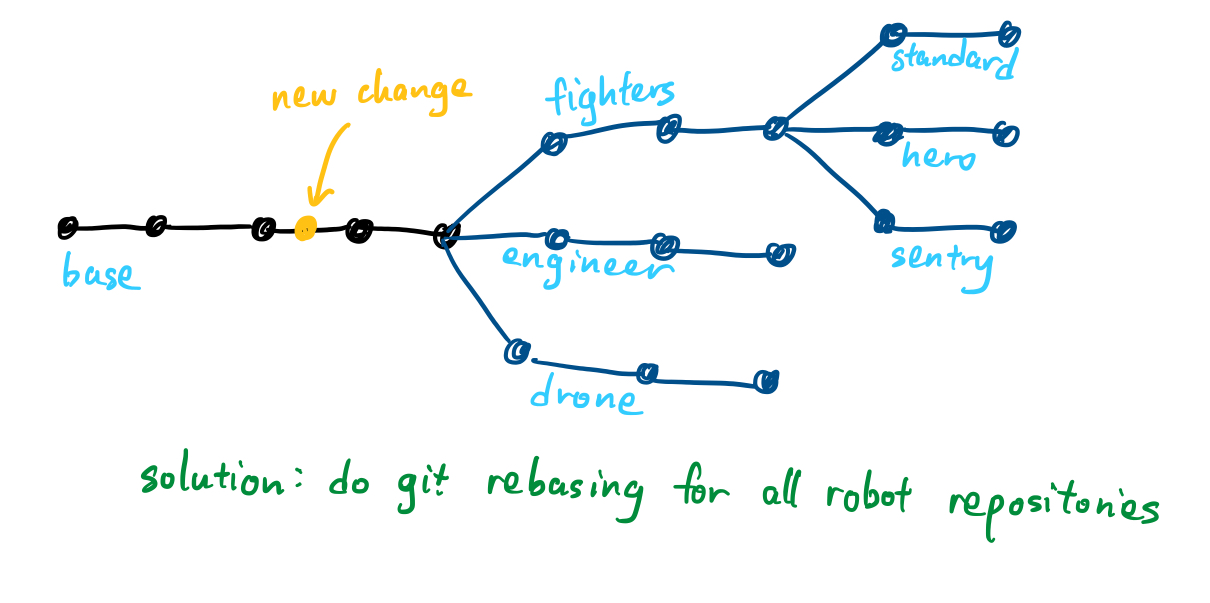 new change
fighters
standard
hero
base
engineer
sentry
drone
solution: do git rebasing for all robot repositories